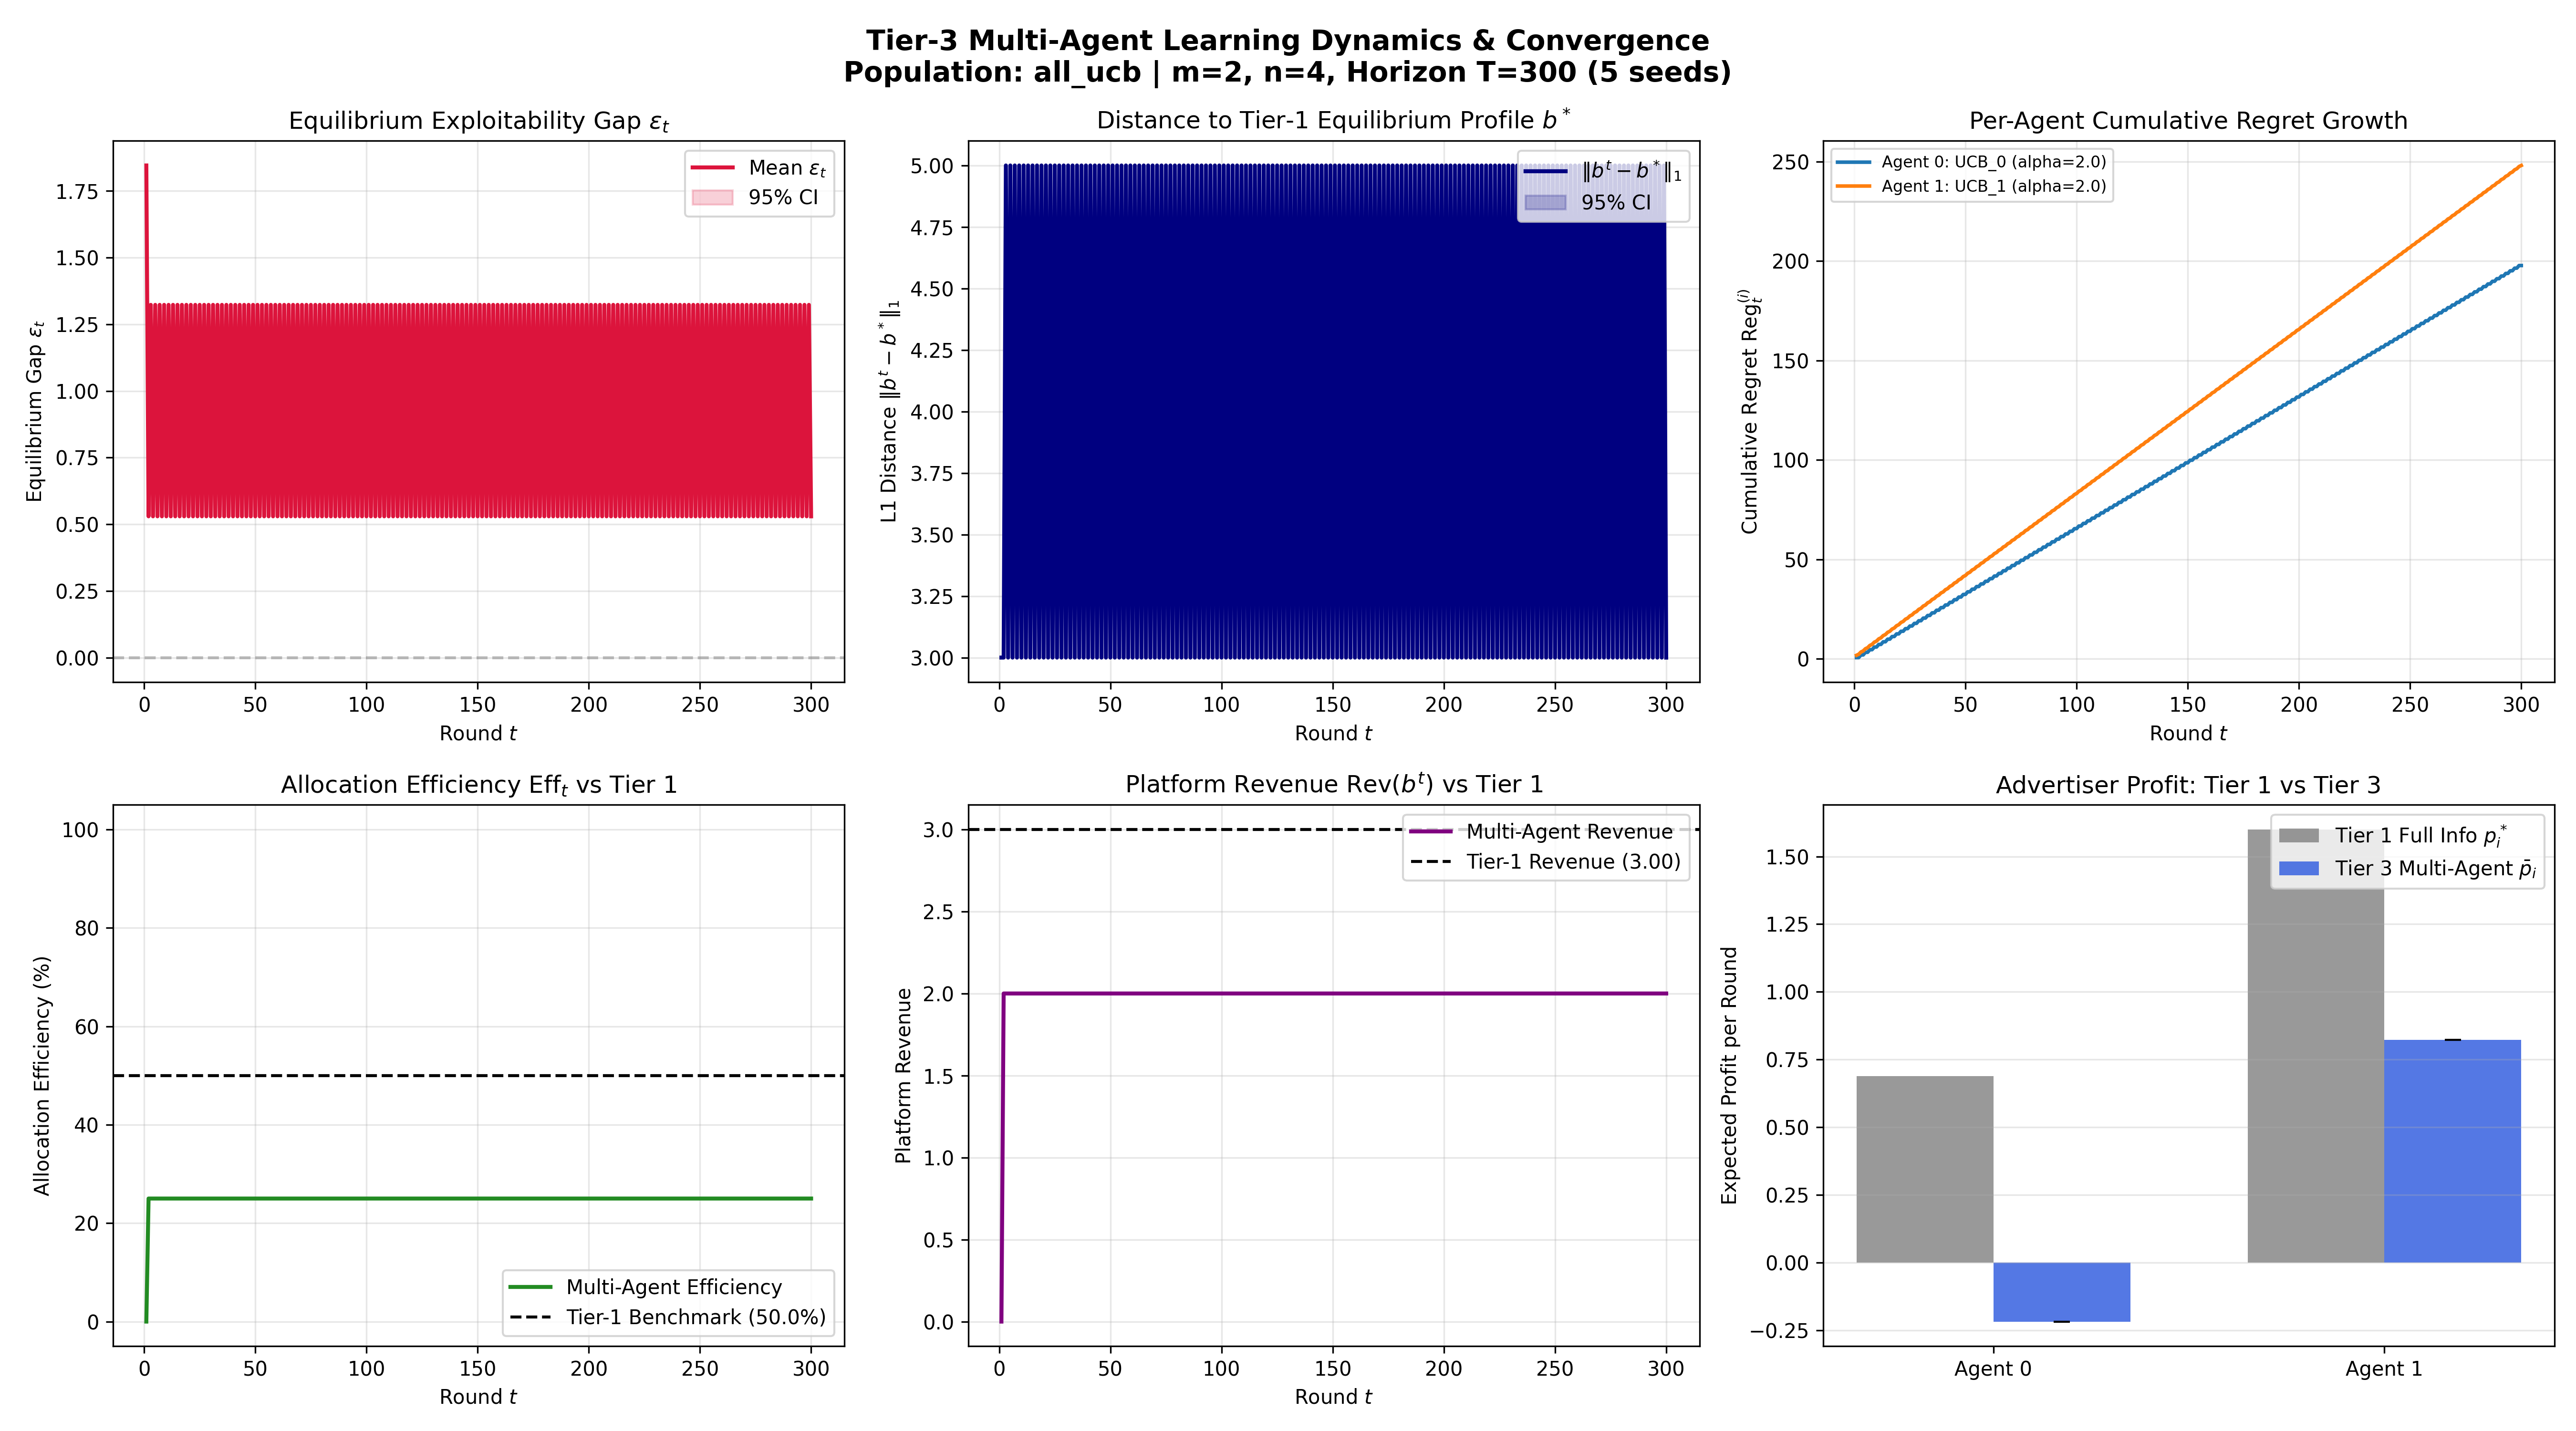 Tier-3 Multi-Agent Learning Dynamics & Convergence
Population: all_ucb | m=2, n=4, Horizon T=300 (5 seeds)
Equilibrium Exploitability Gap εₜ
Equilibrium Gap εₜ
1.75
1.50
1.25
1.00
0.75
0.50
0.25
0.00
Mean εₜ
95% CI
0 50 100 150 200 250 300
Round t
Distance to Tier-1 Equilibrium Profile b*
L1 Distance ‖bᵗ − b*‖₁
5.00
4.75
4.50
4.25
4.00
3.75
3.50
3.25
3.00
‖bᵗ − b*‖₁
95% CI
0 50 100 150 200 250 300
Round t
Per-Agent Cumulative Regret Growth
Cumulative Regret Regₜ⁽ⁱ⁾
250
200
150
100
50
0
Agent 0: UCB_0 (alpha=2.0)
Agent 1: UCB_1 (alpha=2.0)
0 50 100 150 200 250 300
Round t
Allocation Efficiency Effₜ vs Tier 1
Allocation Efficiency (%)
100
80
60
40
20
0
Multi-Agent Efficiency
Tier-1 Benchmark (50.0%)
0 50 100 150 200 250 300
Round t
Platform Revenue Rev(bᵗ) vs Tier 1
Platform Revenue
3.0
2.5
2.0
1.5
1.0
0.5
0.0
Multi-Agent Revenue
Tier-1 Revenue (3.00)
0 50 100 150 200 250 300
Round t
Advertiser Profit: Tier 1 vs Tier 3
Expected Profit per Round
1.50
1.25
1.00
0.75
0.50
0.25
0.00
−0.25
Tier 1 Full Info pᵢ*
Tier 3 Multi-Agent p̄ᵢ
Agent 0 Agent 1